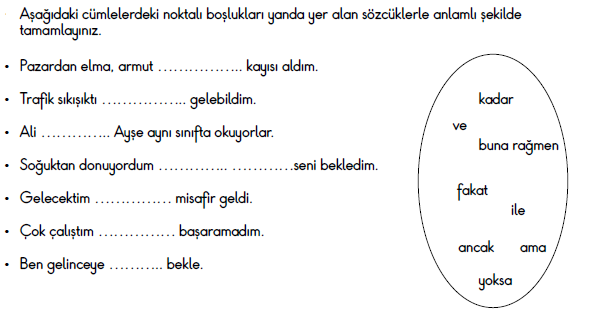 Aşağıdaki cümlelerdeki noktalı boşlukları yanda yer alan sözcüklerle anlamlı şekilde
tamamlayınız.
• Pazardan elma, armut …………….. kayısı aldım.
• Trafik sıkışıktı …………….. gelebildim.
• Ali ………….. Ayşe aynı sınıfta okuyorlar.
• Soğuktan donuyordum ………….. …………seni bekledim.
• Gelecektim …………… misafir geldi.
• Çok çalıştım …………… başaramadım.
• Ben gelinceye ……….. bekle.
kadar
ve
buna rağmen
fakat
ile
ancak ama
yoksa